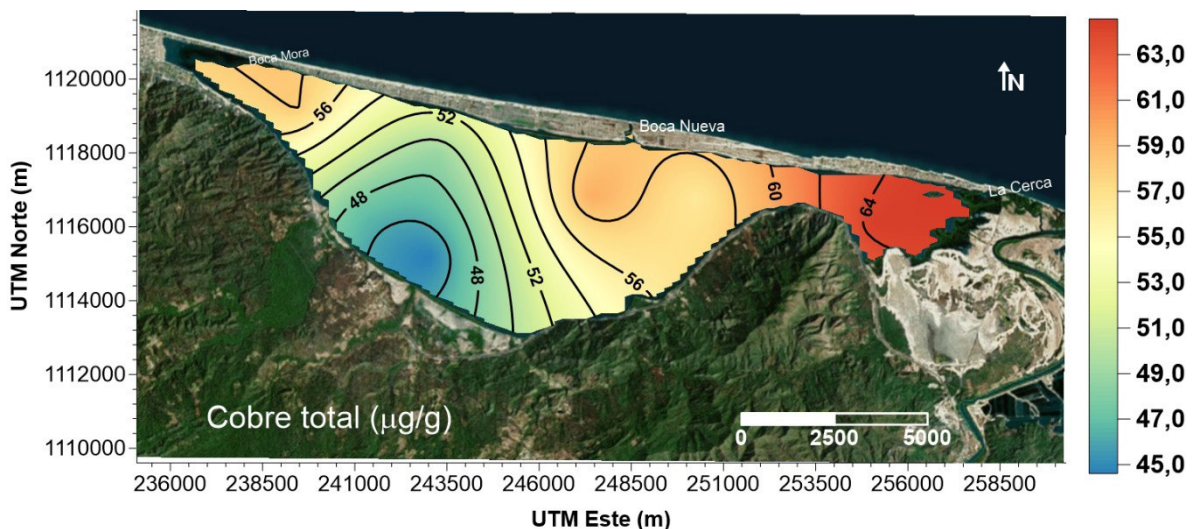 Boca Mora
Boca Nueva
La Cerca
N
56
52
48
48
52
56
60
64
Cobre total (µg/g)
0 2500 5000
UTM Norte (m)
1120000
1118000
1116000
1114000
1112000
1110000
236000 238500 241000 243500 246000 248500 251000 253500 256000 258500
UTM Este (m)
63,0
61,0
59,0
57,0
55,0
53,0
51,0
49,0
47,0
45,0